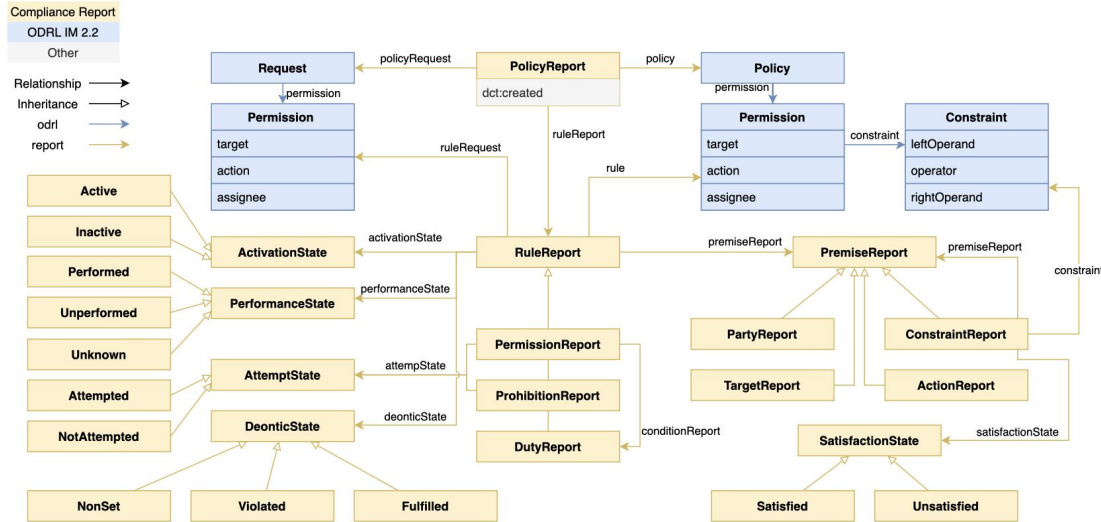 Compliance Report
ODRL IM 2.2
Other
Relationship
Inheritance
odrl
report
Request
policyRequest
PolicyReport
policy
Policy
dct:created
permission
permission
Permission
target
action
assignee
Permission
target
action
assignee
constraint
Constraint
leftOperand
operator
rightOperand
ruleReport
ruleRequest
rule
Active
Inactive
Performed
Unperformed
Unknown
Attempted
NotAttempted
ActivationState
activationState
RuleReport
premiseReport
PremiseReport
premiseReport
constraint
PerformanceState
performanceState
PartyReport
ConstraintReport
PermissionReport
AttemptState
attempState
TargetReport
ActionReport
ProhibitionReport
DeonticState
deonticState
conditionReport
DutyReport
SatisfactionState
satisfactionState
NonSet
Violated
Fulfilled
Satisfied
Unsatisfied